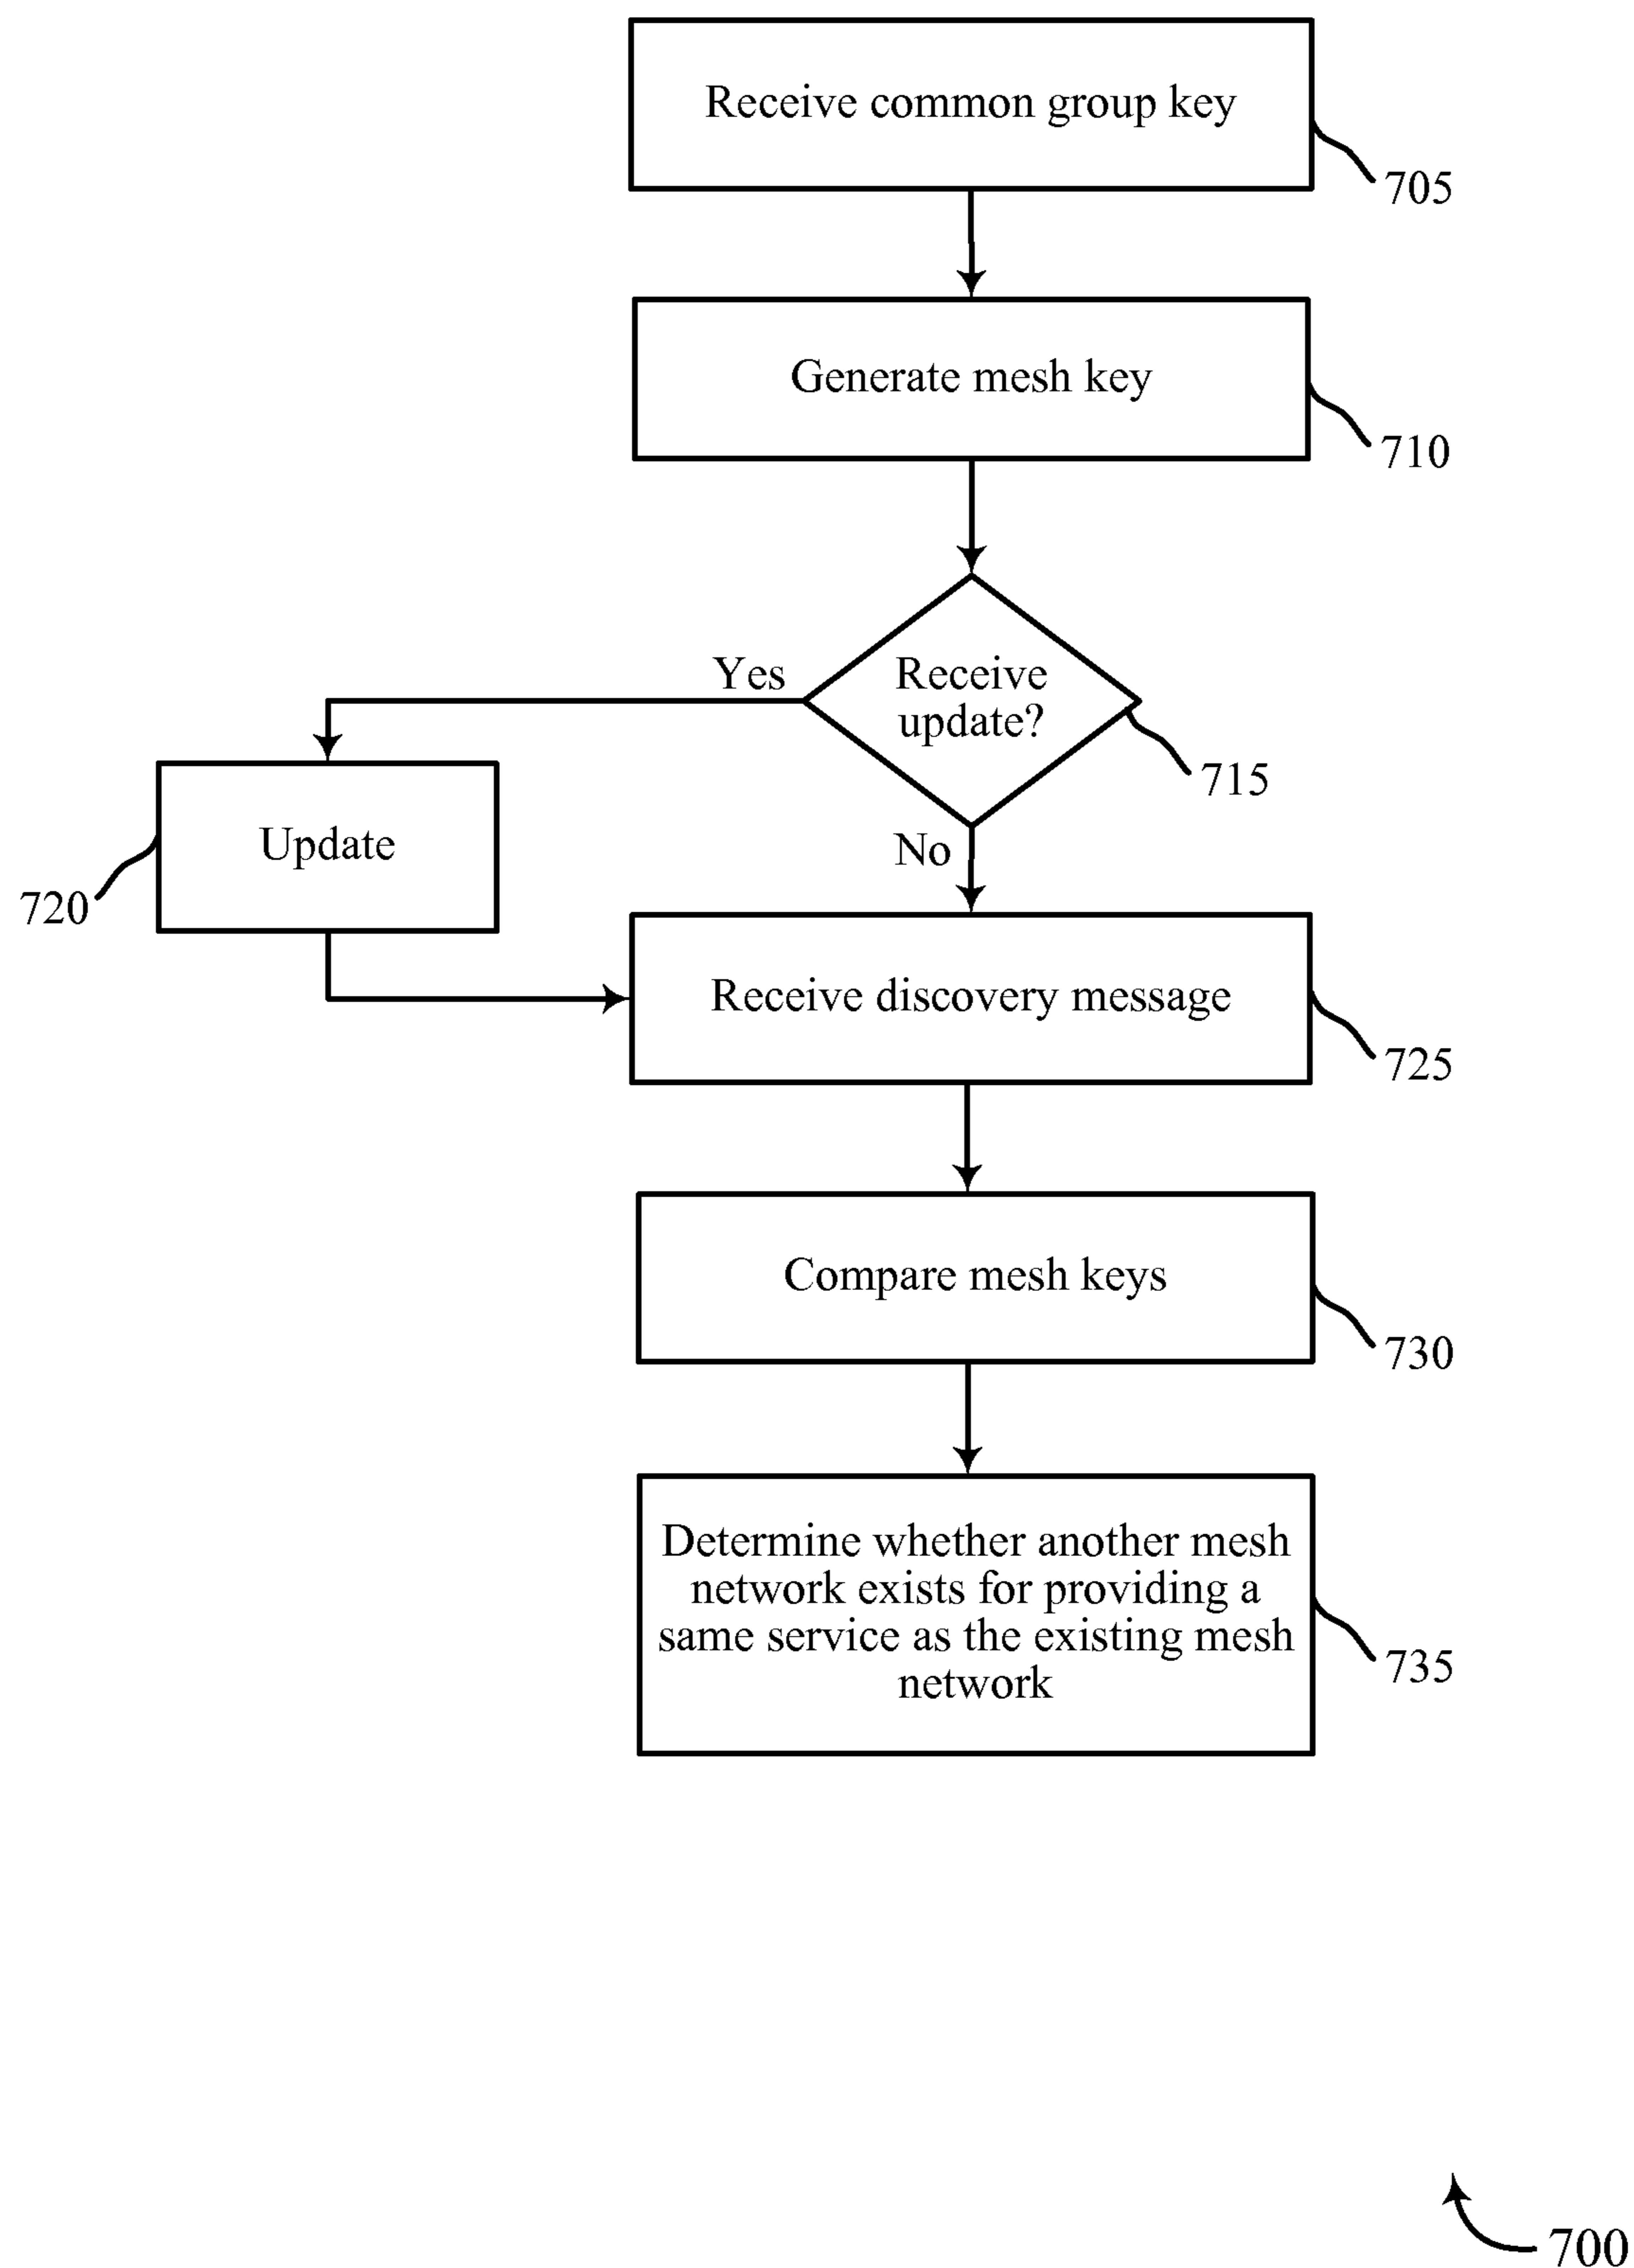 Receive common group key
705
Generate mesh key
710
Receive
update?
715
Yes
No
Update
720
Receive discovery message
725
Compare mesh keys
730
Determine whether another mesh
network exists for providing a
same service as the existing mesh
network
735
700